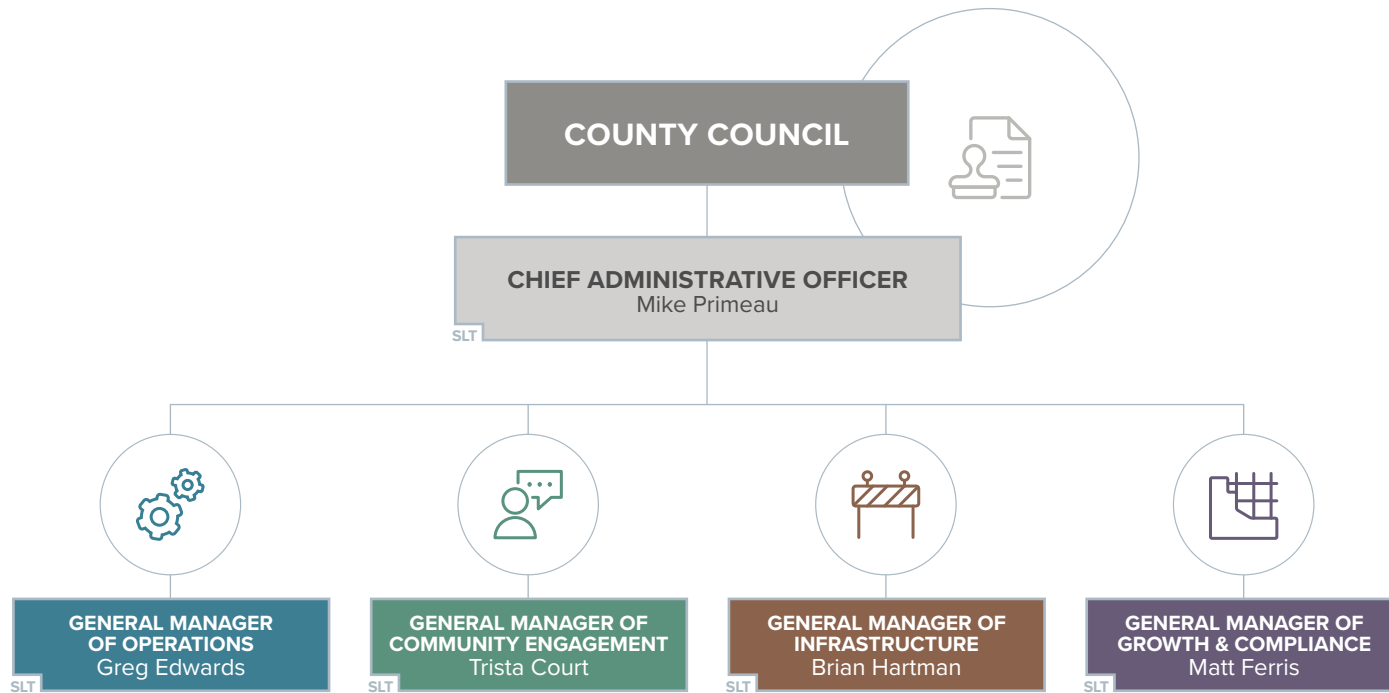 COUNTY COUNCIL
CHIEF ADMINISTRATIVE OFFICER
Mike Primeau
SLT
GENERAL MANAGER
OF OPERATIONS
Greg Edwards
SLT
GENERAL MANAGER OF
COMMUNITY ENGAGEMENT
Trista Court
SLT
GENERAL MANAGER OF
INFRASTRUCTURE
Brian Hartman
SLT
GENERAL MANAGER OF
GROWTH & COMPLIANCE
Matt Ferris
SLT